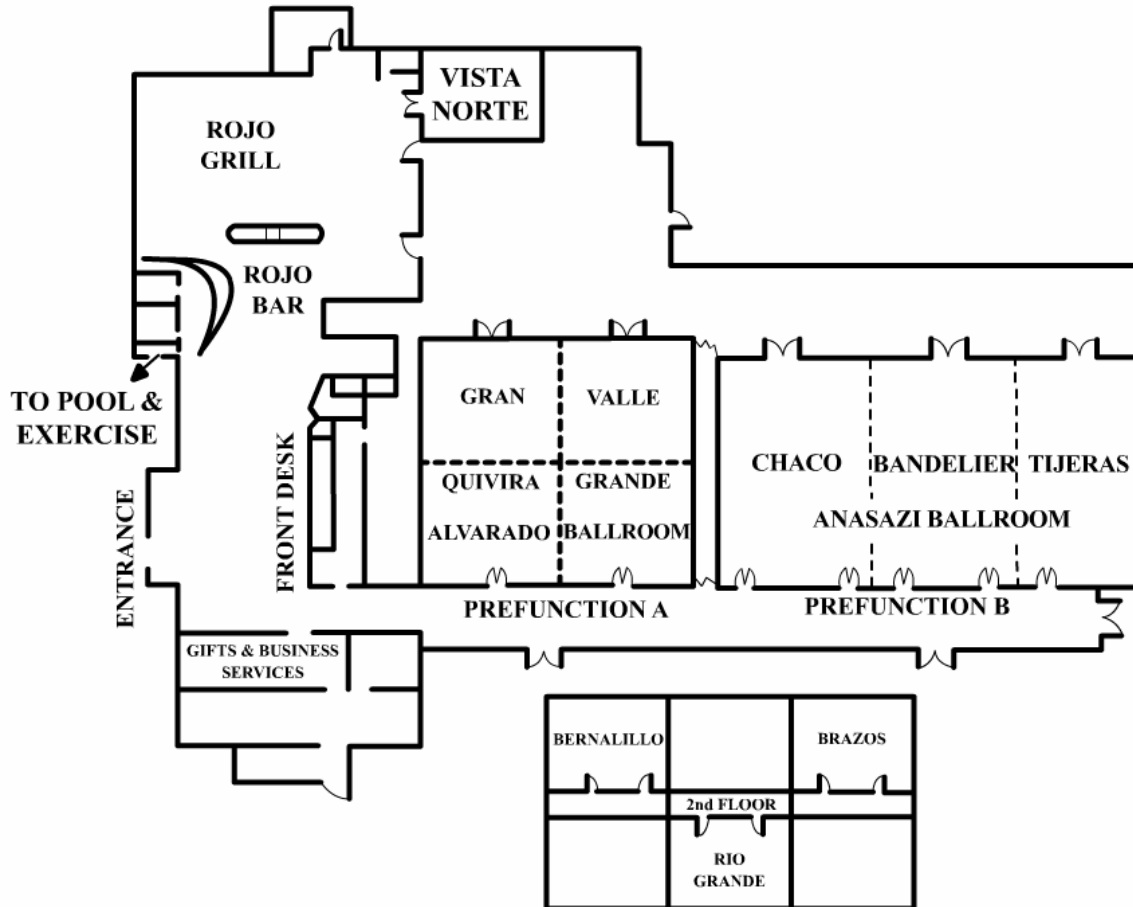 VISTA
NORTE
ROJO
GRILL
ROJO
BAR
TO POOL &
EXERCISE
ENTRANCE
FRONT DESK
GRAN
VALLE
QUIVIRA
GRANDE
ALVARADO
BALLROOM
CHACO
BANDELIER
TIJERAS
ANASAZI BALLROOM
PREFUNCTION A
PREFUNCTION B
GIFTS & BUSINESS
SERVICES
BERNALILLO
BRAZOS
2nd FLOOR
RIO
GRANDE